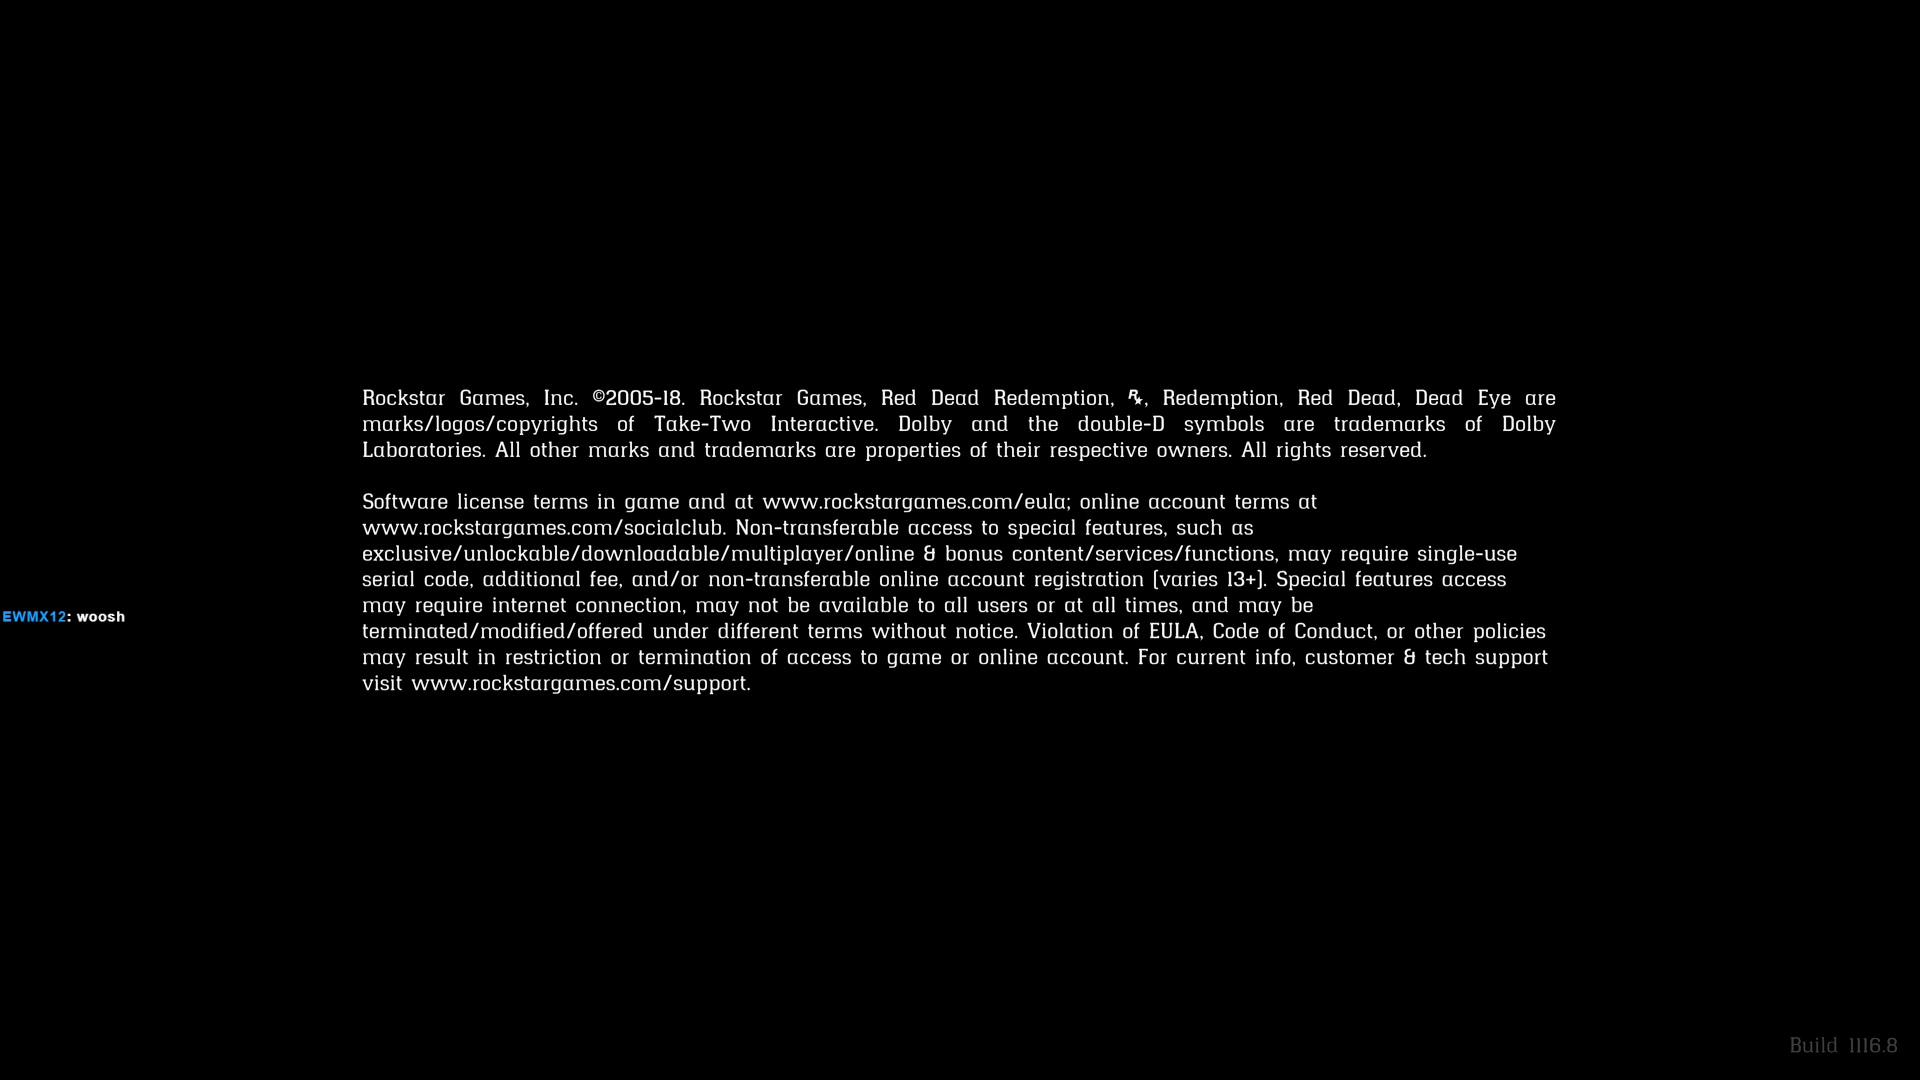 Rockstar Games, Inc. ©2005-18. Rockstar Games, Red Dead Redemption, R★, Redemption, Red Dead, Dead Eye are
marks/logos/copyrights of Take-Two Interactive. Dolby and the double-D symbols are trademarks of Dolby
Laboratories. All other marks and trademarks are properties of their respective owners. All rights reserved.
Software license terms in game and at www.rockstargames.com/eula; online account terms at
www.rockstargames.com/socialclub. Non-transferable access to special features, such as
exclusive/unlockable/downloadable/multiplayer/online & bonus content/services/functions, may require single-use
serial code, additional fee, and/or non-transferable online account registration (varies 13+). Special features access
may require internet connection, may not be available to all users or at all times, and may be
terminated/modified/offered under different terms without notice. Violation of EULA, Code of Conduct, or other policies
may result in restriction or termination of access to game or online account. For current info, customer & tech support
visit www.rockstargames.com/support.
EWMX12: woosh
Build 1116.8